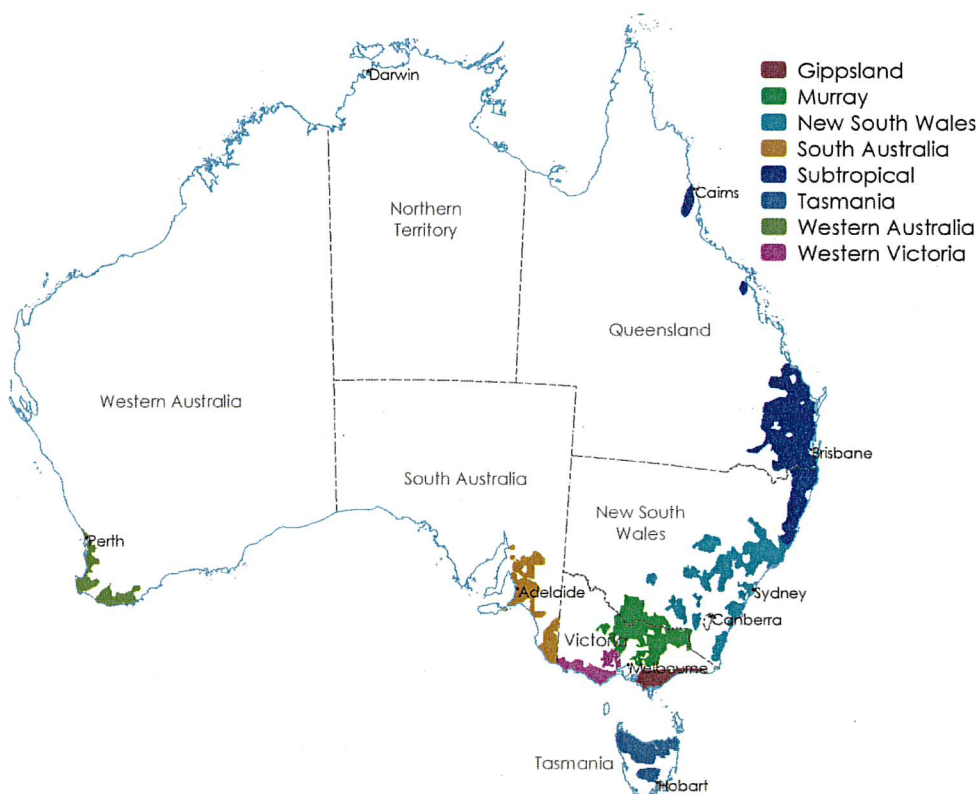 Darwin
Gippsland
Murray
New South Wales
South Australia
Subtropical
Tasmania
Western Australia
Western Victoria
Cairns
Northern
Territory
Queensland
Western Australia
Brisbane
South Australia
New South
Wales
Perth
Adelaide
Sydney
Canberra
Victoria
Melbourne
Tasmania
Hobart